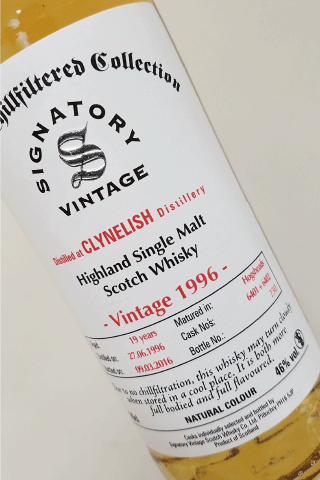 Collection
SIGNATORY
S
VINTAGE
Distilled at CLYNELISH Distillery
Highland Single Malt
Scotch Whisky
- Vintage 1996 -
19 years Matured in: Hogsheads
27.06.1996 Cask Nos: 6401 + 6402
09.03.2016 Bottle No.:
to no chillfiltration, this whisky may turn cloudy
when stored in a cool place. It is both more
full bodied and full flavoured.
NATURAL COLOUR 46% vol
Casks individually selected and bottled by
Signatory Vintage Scotch Whisky Co. Ltd. Pitlochry PH16 5JP
Product of Scotland